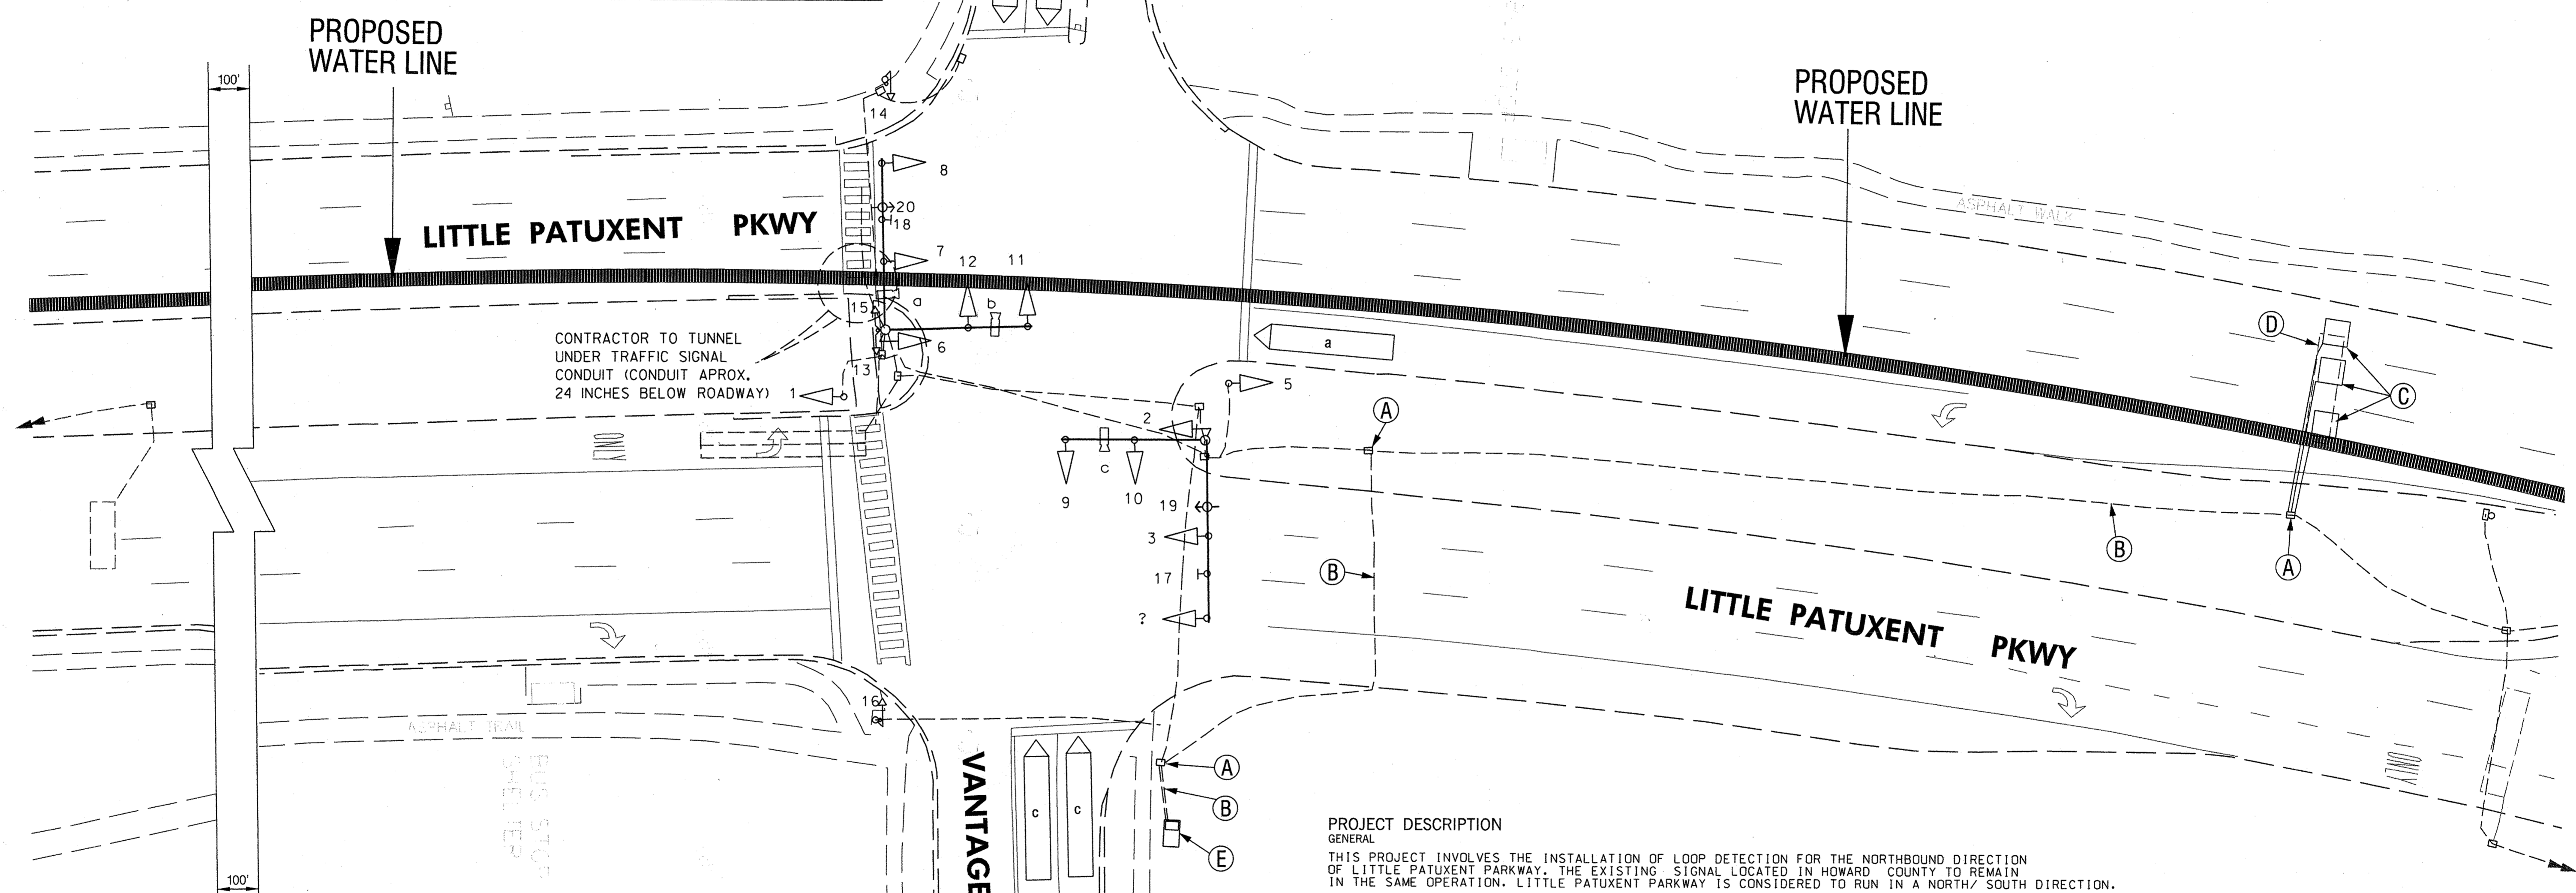 PROPOSED
WATER LINE
100'
14
8
20
18
LITTLE PATUXENT PKWY
7
12
11
a
b
15
CONTRACTOR TO TUNNEL
UNDER TRAFFIC SIGNAL
CONDUIT (CONDUIT APROX.
24 INCHES BELOW ROADWAY)
6
13
1
PROPOSED
WATER LINE
ASPHALT WALK
a
5
2
A
D
C
9
c
10
19
3
17
?
B
B
A
LITTLE PATUXENT PKWY
16
ASPHALT TRAIL
BUS STOP
SHELTER
VANTAGE
c
c
A
B
E
100'
PROJECT DESCRIPTION
GENERAL
THIS PROJECT INVOLVES THE INSTALLATION OF LOOP DETECTION FOR THE NORTHBOUND DIRECTION
OF LITTLE PATUXENT PARKWAY. THE EXISTING SIGNAL LOCATED IN HOWARD COUNTY TO REMAIN
IN THE SAME OPERATION. LITTLE PATUXENT PARKWAY IS CONSIDERED TO RUN IN A NORTH/ SOUTH DIRECTION.